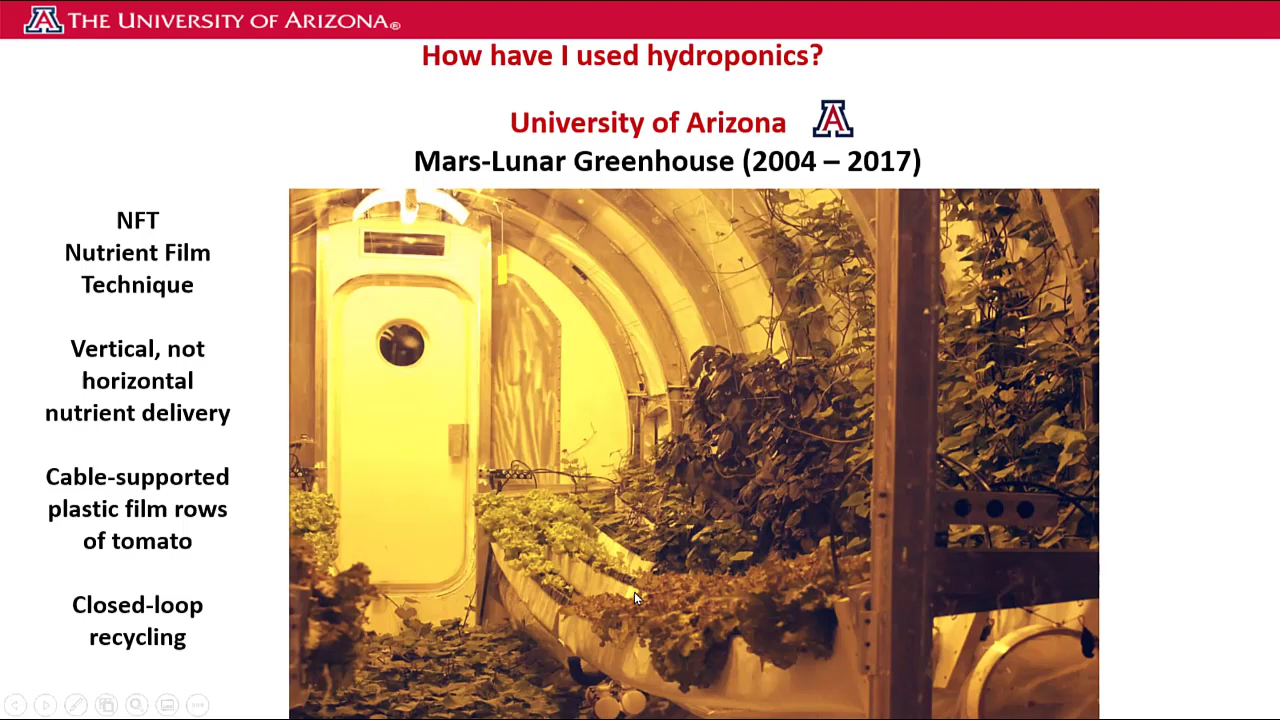 A THE UNIVERSITY OF ARIZONA®
How have I used hydroponics?
University of Arizona A
Mars-Lunar Greenhouse (2004 – 2017)
NFT
Nutrient Film
Technique
Vertical, not
horizontal
nutrient delivery
Cable-supported
plastic film rows
of tomato
Closed-loop
recycling